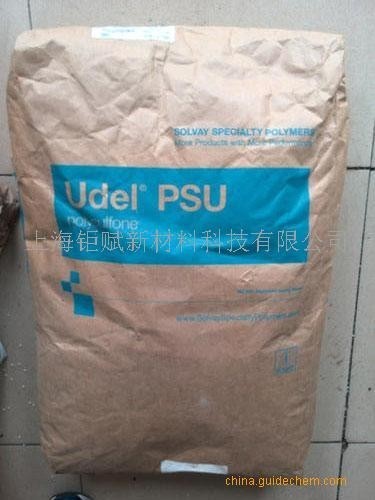 SOLVAY SPECIALTY POLYMERS
More Products with More Performance
Udel® PSU
polysulfone
上海钜赋新材料科技有限公司
www.SolvaySpecialtyPolymers.com
china.guidechem.com